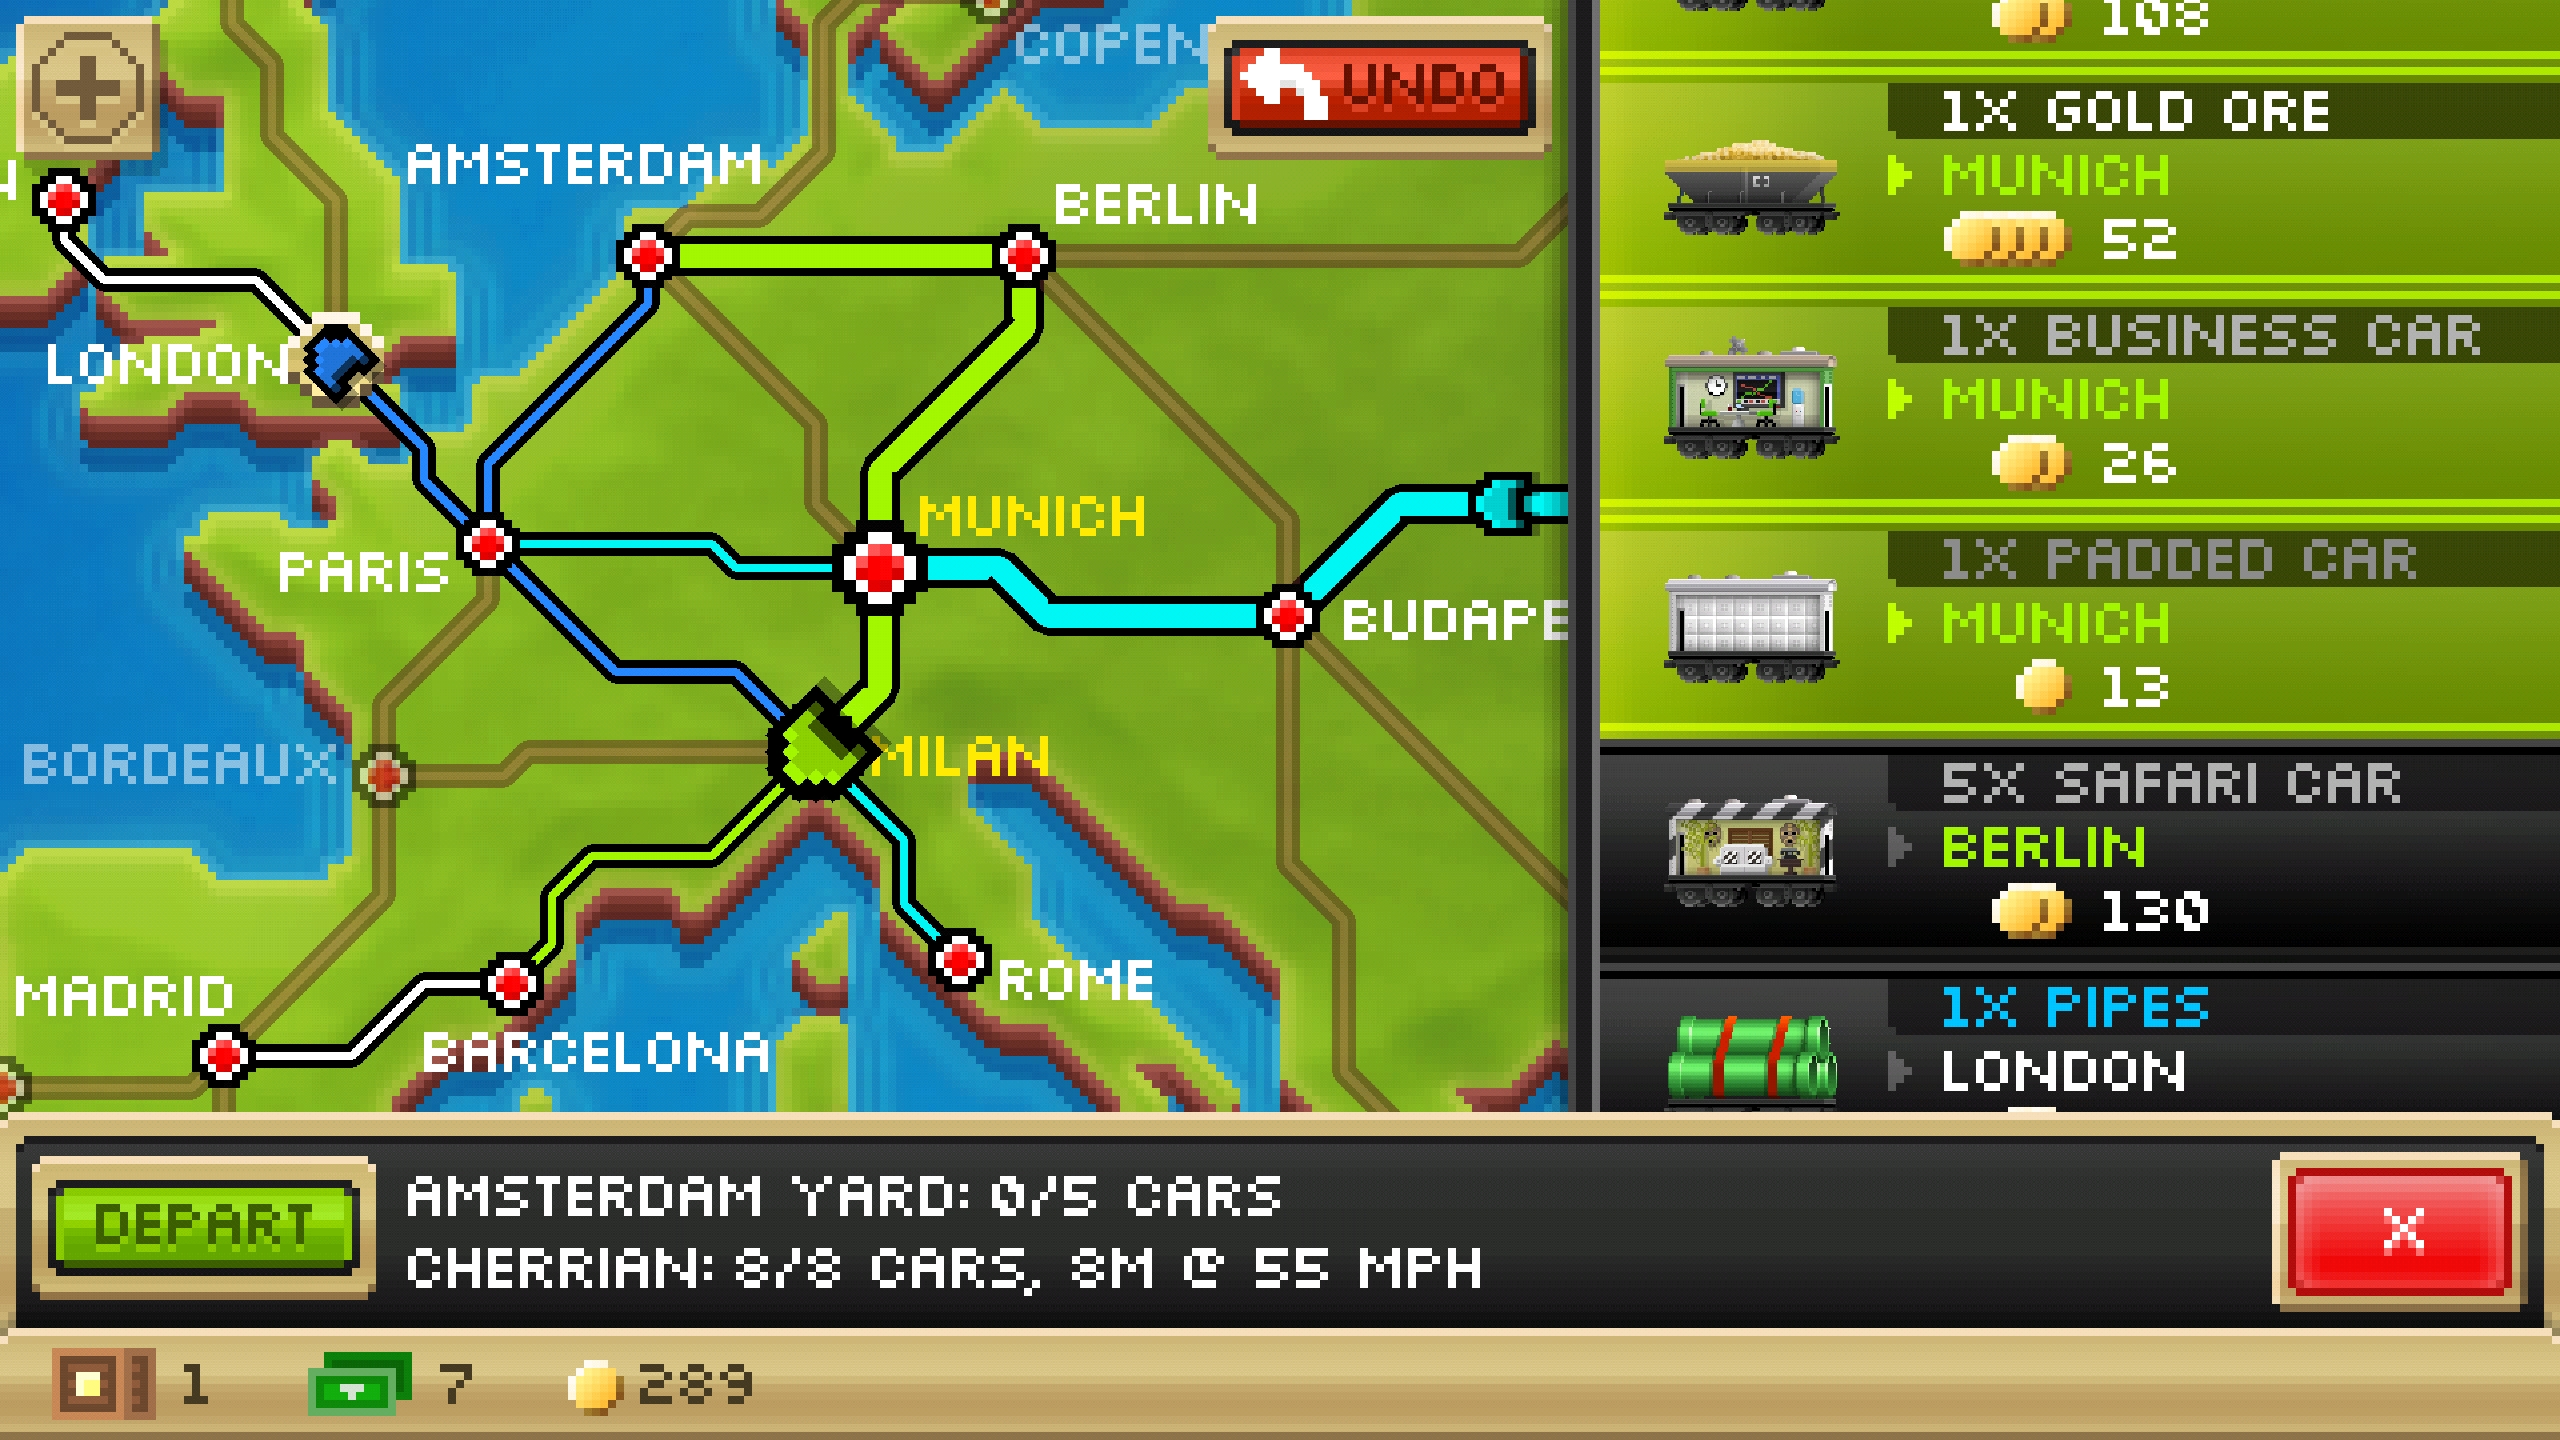 COPEN
UNDO
AMSTERDAM
BERLIN
LONDON
MUNICH
PARIS
BUDAPE
MILAN
BORDEAUX
ROME
MADRID
BARCELONA
108
1X GOLD ORE
MUNICH
52
1X BUSINESS CAR
MUNICH
26
1X PADDED CAR
MUNICH
13
5X SAFARI CAR
BERLIN
130
1X PIPES
LONDON
DEPART
AMSTERDAM YARD: 0/5 CARS
CHERRIAN: 8/8 CARS, 8M @ 55 MPH
X
1
7
289